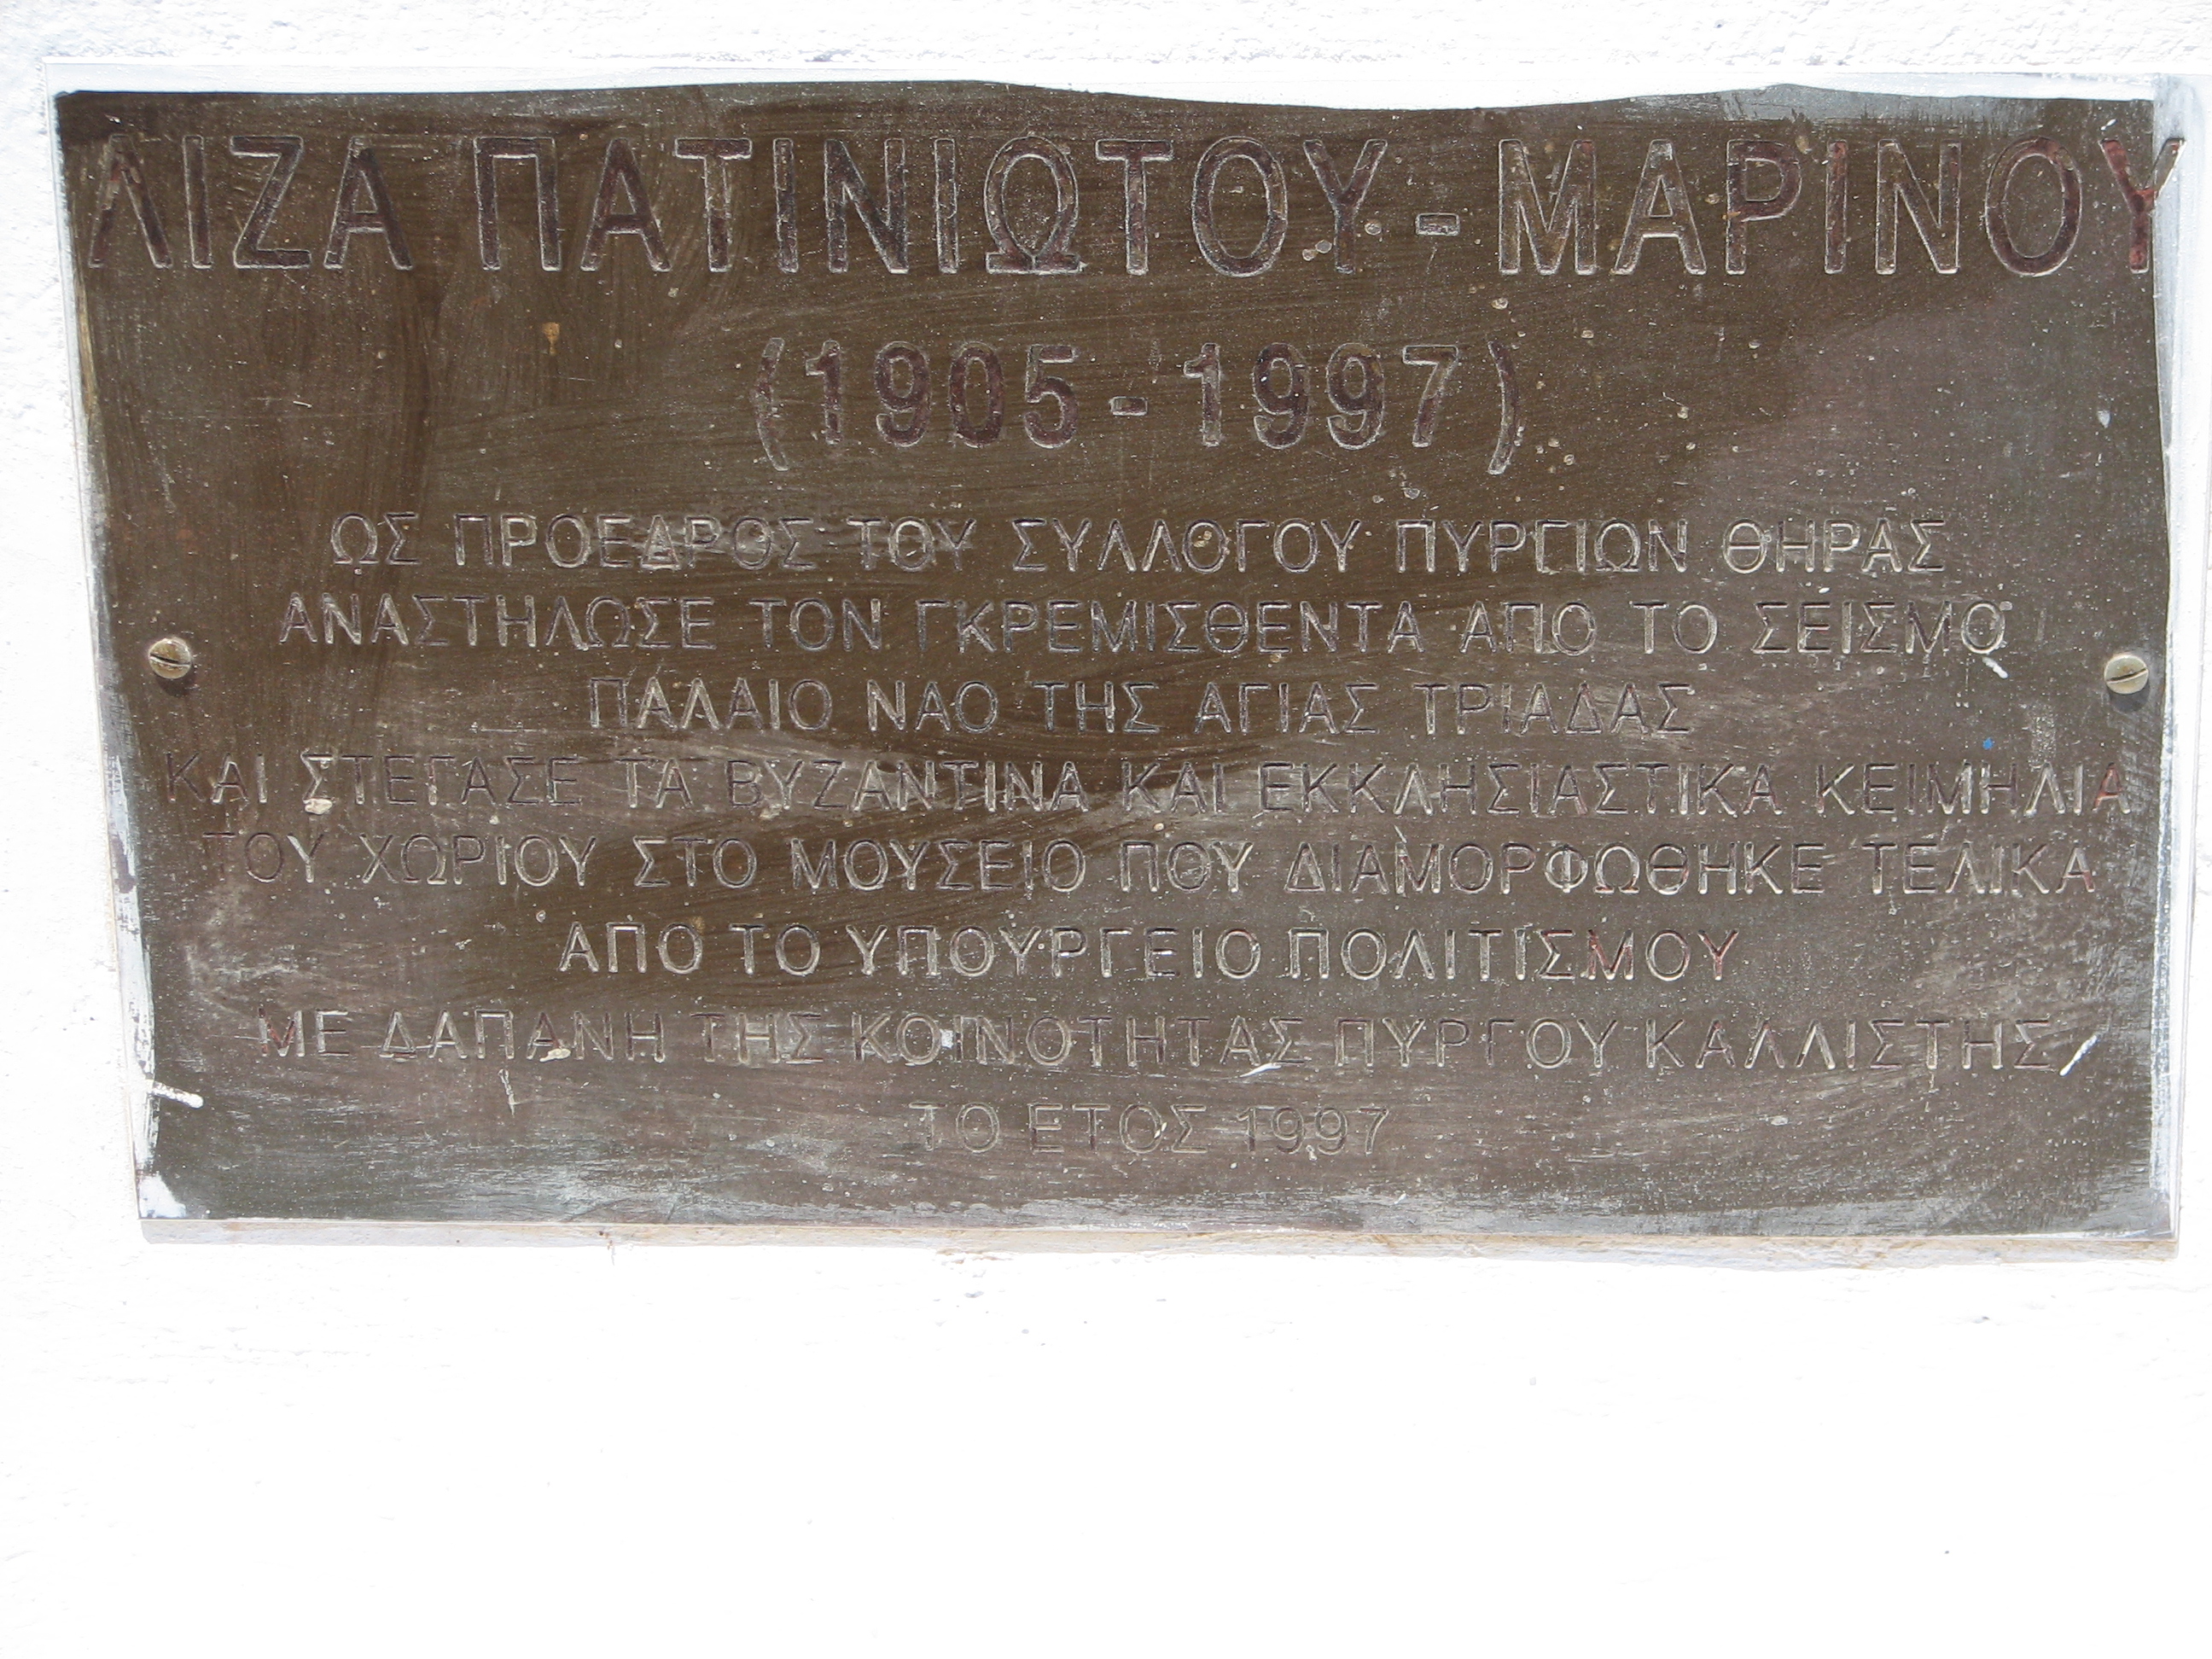 ΛΙΖΑ ΠΑΤΙΝΙΩΤΟΥ - ΜΑΡΙΝΟΥ
(1905 - 1997)
ΩΣ ΠΡΟΕΔΡΟΣ ΤΟΥ ΣΥΛΛΟΓΟΥ ΠΥΡΓΙΩΝ ΘΗΡΑΣ
ΑΝΑΣΤΗΛΩΣΕ ΤΟΝ ΓΚΡΕΜΙΣΘΕΝΤΑ ΑΠΟ ΤΟ ΣΕΙΣΜΟ
ΠΑΛΑΙΟ ΝΑΟ ΤΗΣ ΑΓΙΑΣ ΤΡΙΑΔΑΣ
ΚΑΙ ΣΤΕΓΑΣΕ ΤΑ ΒΥΖΑΝΤΙΝΑ ΚΑΙ ΕΚΚΛΗΣΙΑΣΤΙΚΑ ΚΕΙΜΗΛΙΑ
ΤΟΥ ΧΩΡΙΟΥ ΣΤΟ ΜΟΥΣΕΙΟ ΠΟΥ ΔΙΑΜΟΡΦΩΘΗΚΕ ΤΕΛΙΚΑ
ΑΠΟ ΤΟ ΥΠΟΥΡΓΕΙΟ ΠΟΛΙΤΙΣΜΟΥ
ΜΕ ΔΑΠΑΝΗ ΤΗΣ ΚΟΙΝΟΤΗΤΑΣ ΠΥΡΓΟΥ ΚΑΛΛΙΣΤΗΣ
ΤΟ ΕΤΟΣ 1997